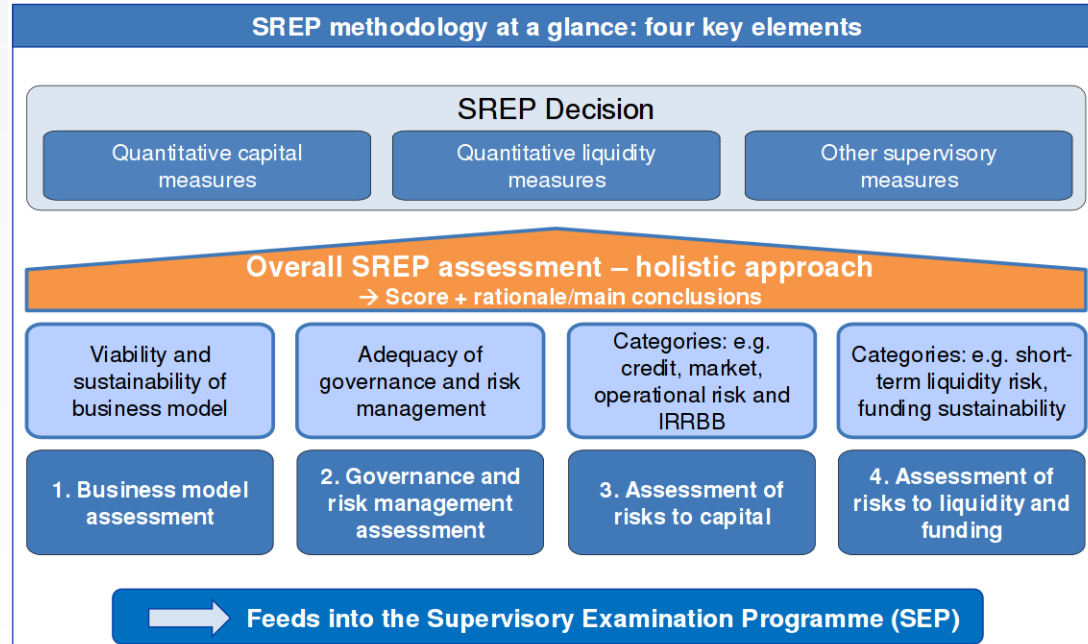 SREP methodology at a glance: four key elements
SREP Decision
Quantitative capital
measures
Quantitative liquidity
measures
Other supervisory
measures
Overall SREP assessment – holistic approach
→ Score + rationale/main conclusions
Viability and
sustainability of
business model
Adequacy of
governance and risk
management
Categories: e.g.
credit, market,
operational risk and
IRRBB
Categories: e.g. short-
term liquidity risk,
funding sustainability
1. Business model
assessment
2. Governance and
risk management
assessment
3. Assessment of
risks to capital
4. Assessment of
risks to liquidity and
funding
Feeds into the Supervisory Examination Programme (SEP)